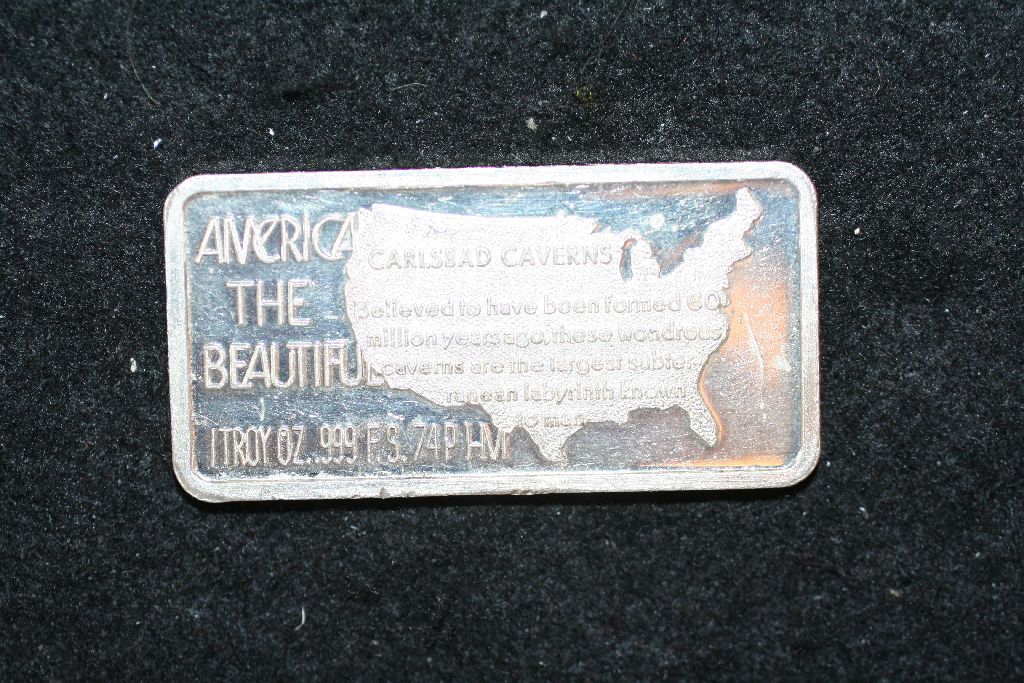 AMERICA
THE
BEAUTIFUL
1 TROY OZ. .999 F.S. 74P HM
CARLSBAD CAVERNS
Believed to have been formed 60
million years ago, these wondrous
caverns are the largest subter-
ranean labyrinth known
to man